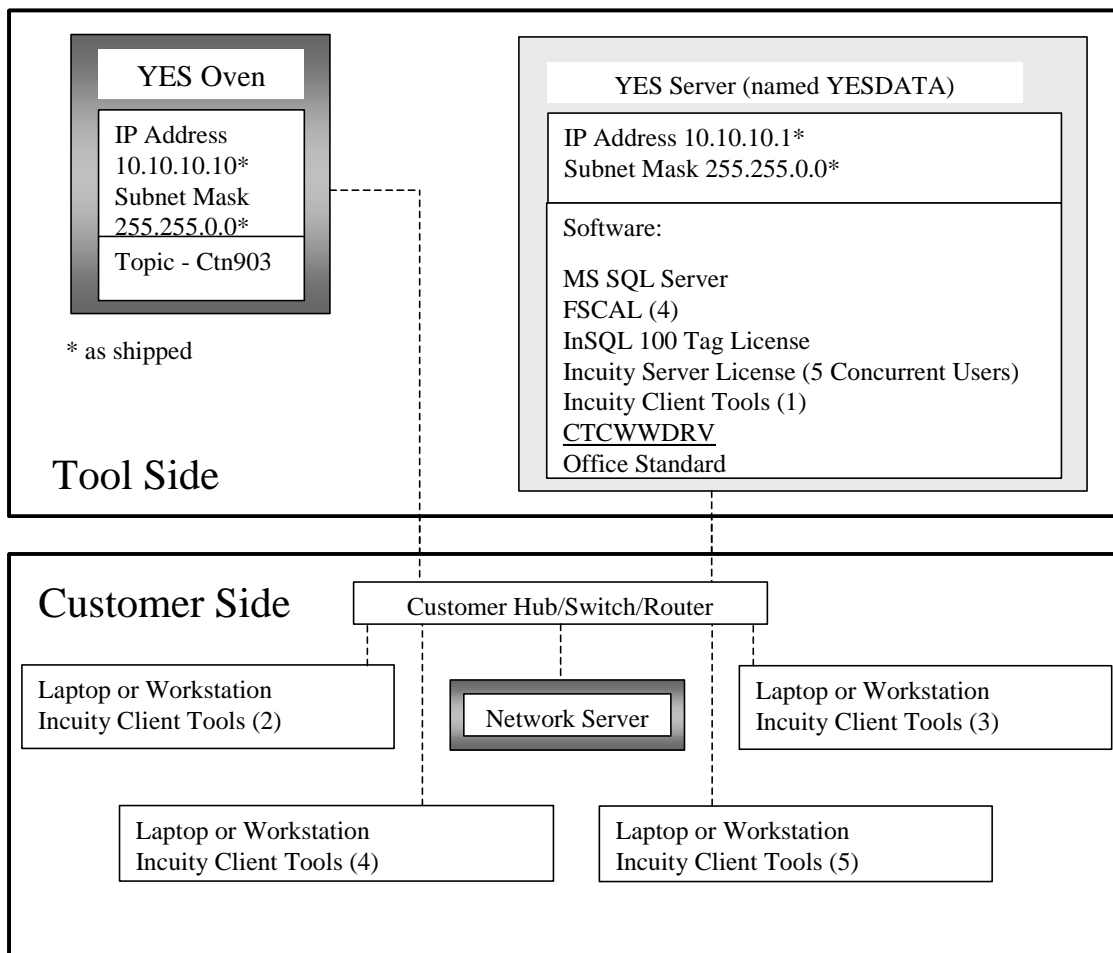 YES Oven
IP Address
10.10.10.10*
Subnet Mask
255.255.0.0*
Topic - Ctn903
* as shipped
Tool Side
YES Server (named YESDATA)
IP Address 10.10.10.1*
Subnet Mask 255.255.0.0*
Software:
MS SQL Server
FSCAL (4)
InSQL 100 Tag License
Incuity Server License (5 Concurrent Users)
Incuity Client Tools (1)
CTCWWDRV
Office Standard
Customer Side
Customer Hub/Switch/Router
Laptop or Workstation
Incuity Client Tools (2)
Network Server
Laptop or Workstation
Incuity Client Tools (3)
Laptop or Workstation
Incuity Client Tools (4)
Laptop or Workstation
Incuity Client Tools (5)